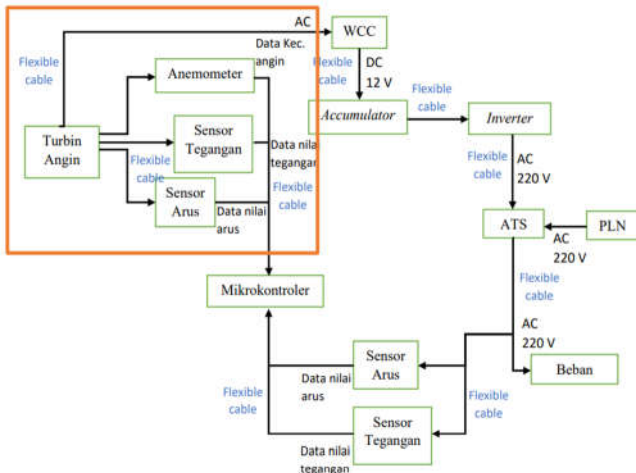 AC
WCC
Data Kec.
angin
Flexible
cable
Flexible
cable
DC
12 V
Anemometer
Flexible
cable
Accumulator
Inverter
Turbin
Angin
Sensor
Tegangan
Data nilai
tegangan
Flexible
cable
Flexible
cable
AC
220 V
Sensor
Arus
Flexible
cable
Data nilai
arus
ATS
PLN
AC
220 V
Mikrokontroler
Flexible
cable
AC
220 V
Sensor
Arus
Data nilai
arus
Beban
Flexible
cable
Flexible
cable
Sensor
Tegangan
Data nilai
tegangan